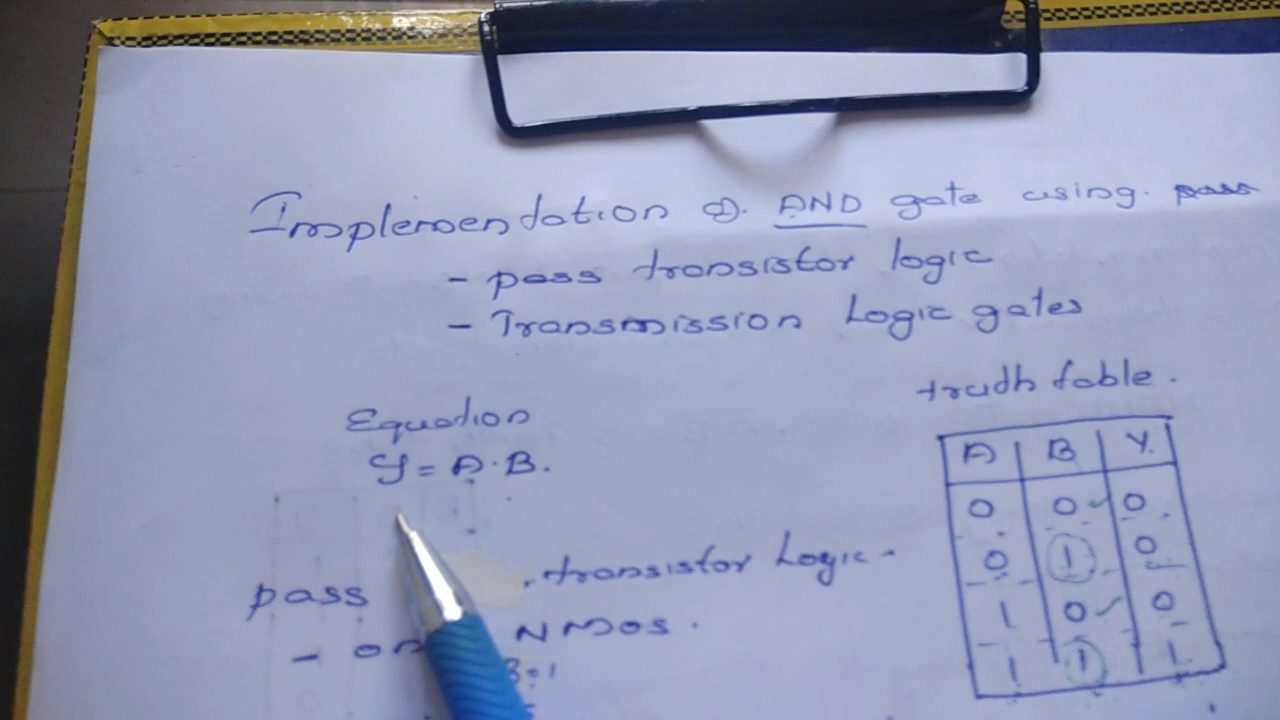 Implementation of AND gate using pass
- pass transistor logic
- Transmission Logic gates
Equation
Y = A·B.
truth table.
A B Y
0 0 0
0 1 0
1 0 0
1 1 1
pass transistor Logic -
- NMOS.
B=1